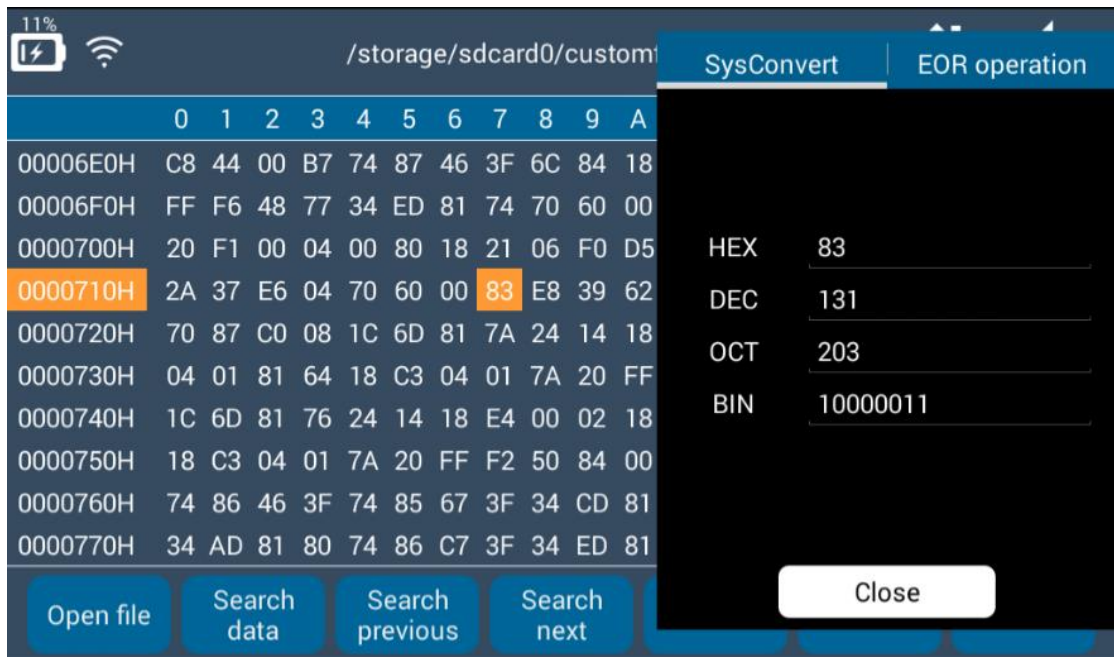 11%
/storage/sdcard0/custom
SysConvert
EOR operation
0 1 2 3 4 5 6 7 8 9 A
00006E0H C8 44 00 B7 74 87 46 3F 6C 84 18
00006F0H FF F6 48 77 34 ED 81 74 70 60 00
0000700H 20 F1 00 04 00 80 18 21 06 F0 D5
0000710H 2A 37 E6 04 70 60 00 83 E8 39 62
0000720H 70 87 C0 08 1C 6D 81 7A 24 14 18
0000730H 04 01 81 64 18 C3 04 01 7A 20 FF
0000740H 1C 6D 81 76 24 14 18 E4 00 02 18
0000750H 18 C3 04 01 7A 20 FF F2 50 84 00
0000760H 74 86 46 3F 74 85 67 3F 34 CD 81
0000770H 34 AD 81 80 74 86 C7 3F 34 ED 81
HEX 83
DEC 131
OCT 203
BIN 10000011
Close
Open file
Search
data
Search
previous
Search
next